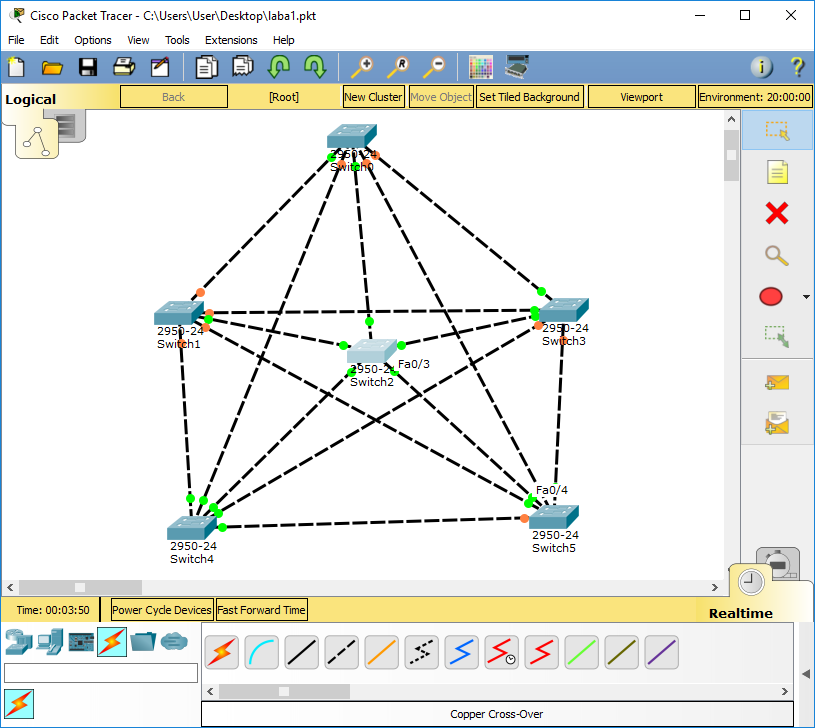 Cisco Packet Tracer - C:\Users\User\Desktop\laba1.pkt
File Edit Options View Tools Extensions Help
Logical
Back
[Root]
New Cluster
Move Object
Set Tiled Background
Viewport
Environment: 20:00:00
2950-24
Switch0
2950-24
Switch1
2950-24
Switch3
Fa0/3
2950-24
Switch2
Fa0/4
2950-24
Switch4
2950-24
Switch5
Time: 00:03:50
Power Cycle Devices
Fast Forward Time
Realtime
Copper Cross-Over